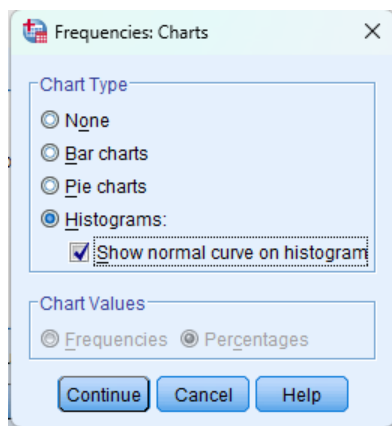 Frequencies: Charts
Chart Type
None
Bar charts
Pie charts
Histograms:
Show normal curve on histogram
Chart Values
Frequencies Percentages
Continue Cancel Help